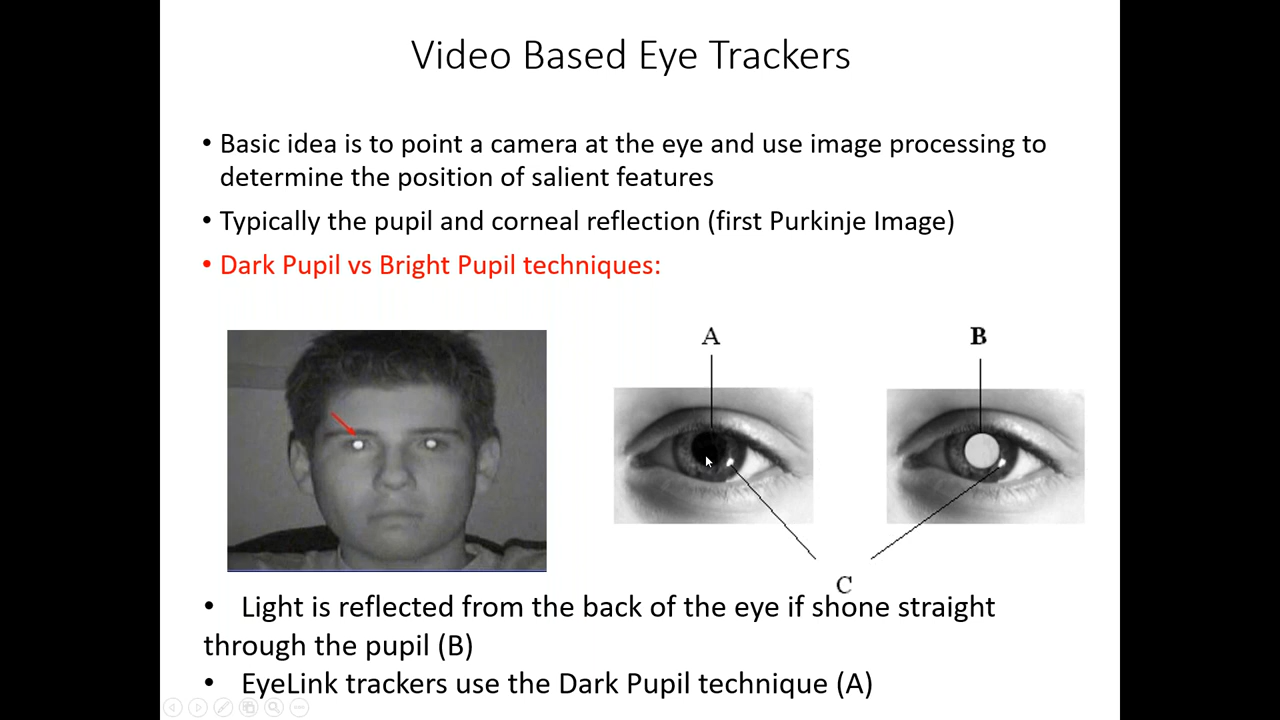 Video Based Eye Trackers
• Basic idea is to point a camera at the eye and use image processing to
determine the position of salient features
• Typically the pupil and corneal reflection (first Purkinje Image)
• Dark Pupil vs Bright Pupil techniques:
A
B
C
• Light is reflected from the back of the eye if shone straight
through the pupil (B)
• EyeLink trackers use the Dark Pupil technique (A)